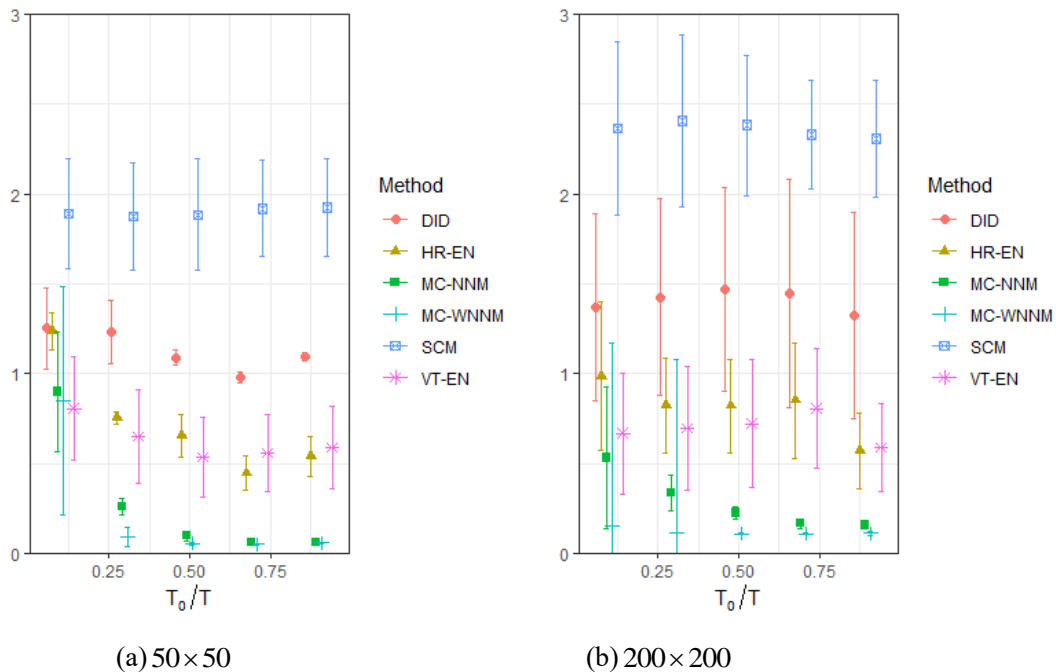 3
2
1
0
0.25
0.50
0.75
T₀/T
Method
DID
HR-EN
MC-NNM
MC-WNNM
SCM
VT-EN
(a) 50×50
3
2
1
0
0.25
0.50
0.75
T₀/T
Method
DID
HR-EN
MC-NNM
MC-WNNM
SCM
VT-EN
(b) 200×200